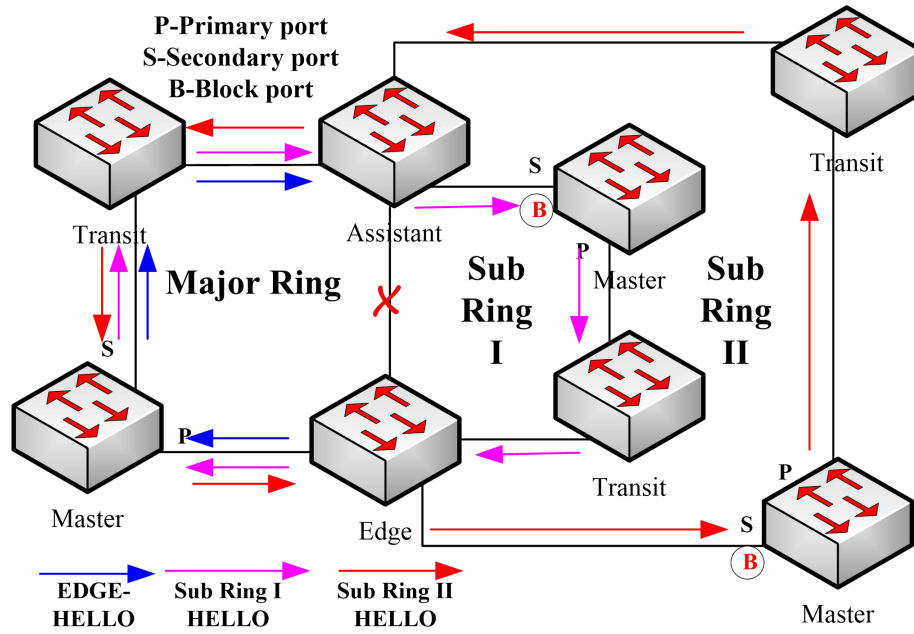 P-Primary port
S-Secondary port
B-Block port
Transit
Assistant
S
B
P
Master
Transit
Major Ring
Sub
Ring
I
Sub
Ring
II
S
P
Master
Edge
Transit
P
S
B
Master
EDGE-
HELLO
Sub Ring I
HELLO
Sub Ring II
HELLO